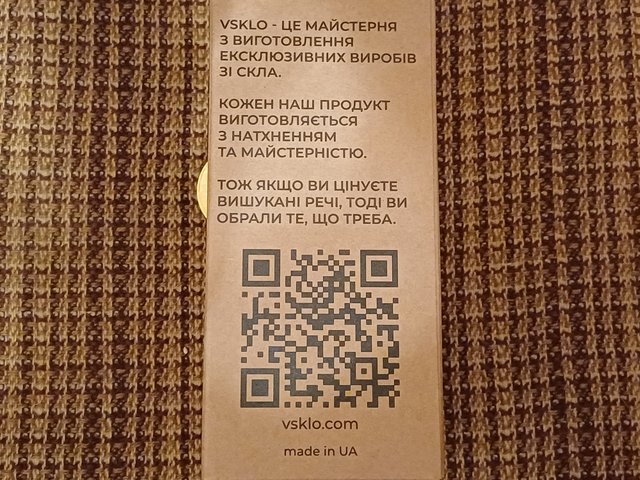 VSKLO - ЦЕ МАЙСТЕРНЯ
З ВИГОТОВЛЕННЯ
ЕКСКЛЮЗИВНИХ ВИРОБІВ
ЗІ СКЛА.
КОЖЕН НАШ ПРОДУКТ
ВИГОТОВЛЯЄТЬСЯ
З НАТХНЕННЯМ
ТА МАЙСТЕРНІСТЮ.
ТОЖ ЯКЩО ВИ ЦІНУЄТЕ
ВИШУКАНІ РЕЧІ, ТОДІ ВИ
ОБРАЛИ ТЕ, ЩО ТРЕБА.
vsklo.com
made in UA